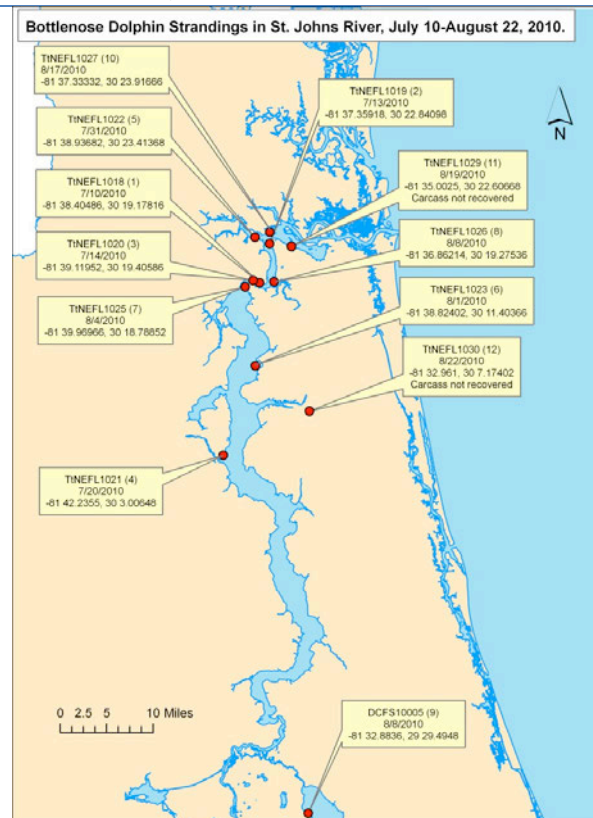 Bottlenose Dolphin Strandings in St. Johns River, July 10-August 22, 2010.
TtNEFL1027 (10)
8/17/2010
-81 37.33332, 30 23.91666
TtNEFL1019 (2)
7/13/2010
-81 37.35918, 30 22.84098
N
TtNEFL1022 (5)
7/31/2010
-81 38.93682, 30 23.41368
TtNEFL1029 (11)
8/19/2010
-81 35.0025, 30 22.60668
Carcass not recovered
TtNEFL1018 (1)
7/10/2010
-81 38.40486, 30 19.17816
TtNEFL1026 (8)
8/8/2010
-81 36.86214, 30 19.27536
TtNEFL1020 (3)
7/14/2010
-81 39.11952, 30 19.40586
TtNEFL1023 (6)
8/1/2010
-81 38.82402, 30 11.40366
TtNEFL1025 (7)
8/4/2010
-81 39.96966, 30 18.78852
TtNEFL1030 (12)
8/22/2010
-81 32.961, 30 7.17402
Carcass not recovered
TtNEFL1021 (4)
7/20/2010
-81 42.2355, 30 3.00648
0 2.5 5 10 Miles
DCFS10005 (9)
8/8/2010
-81 32.8836, 29 29.4948